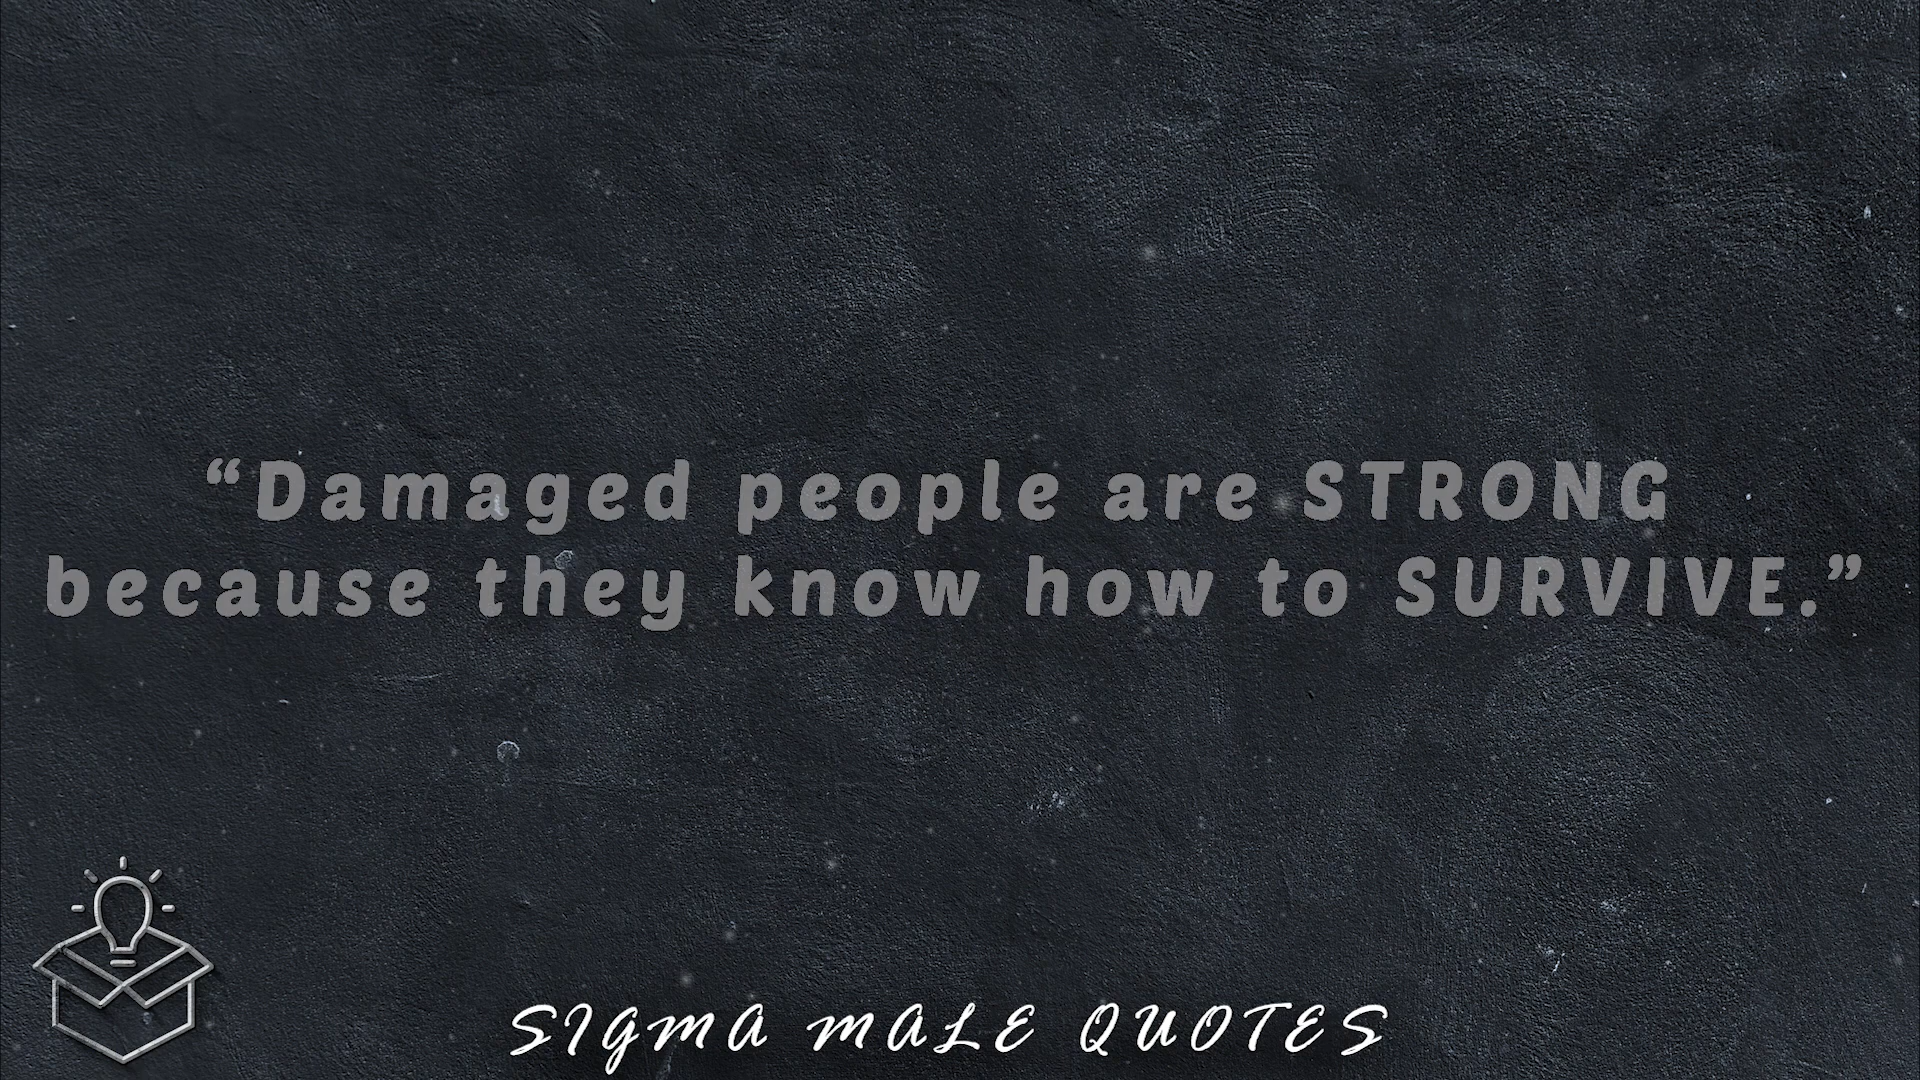 “Damaged people are STRONG
because they know how to SURVIVE.”
SIGMA MALE QUOTES